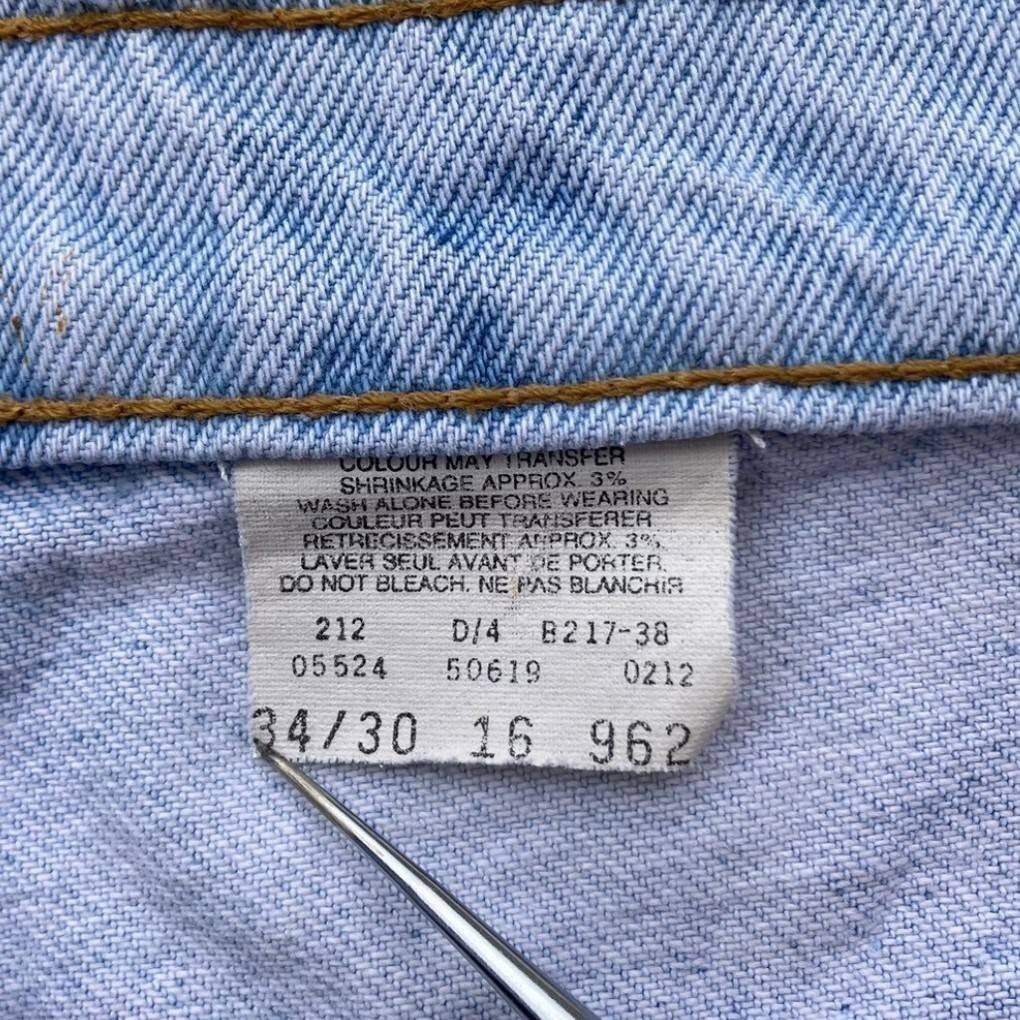 COLOUR MAY TRANSFER
SHRINKAGE APPROX. 3%
WASH ALONE BEFORE WEARING
COULEUR PEUT TRANSFERER
RETRECISSEMENT APPROX. 3%.
LAVER SEUL AVANT DE PORTER.
DO NOT BLEACH. NE PAS BLANCHIR
212 D/4 B217-38
05524 50619 0212
34/30 16 962